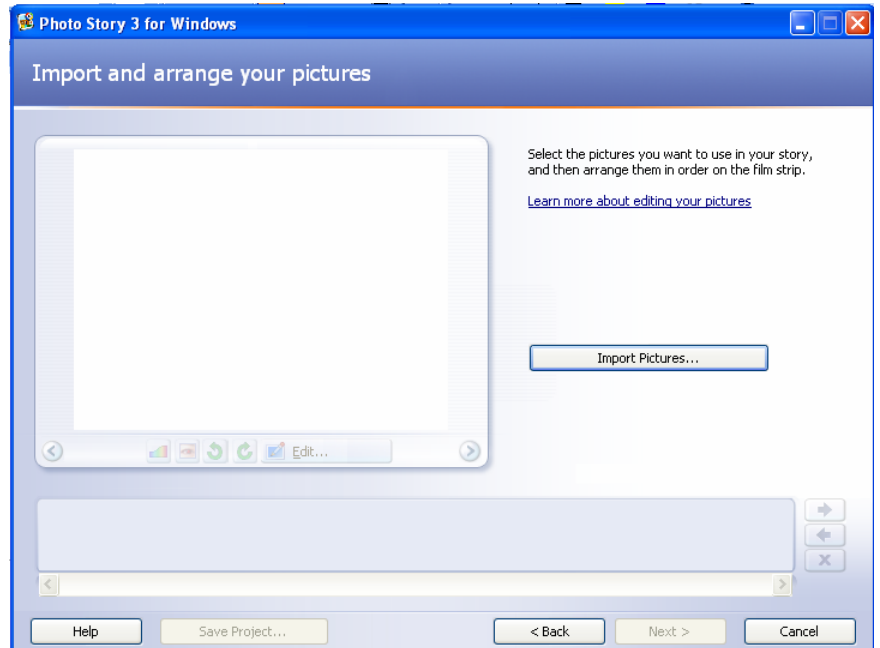 Photo Story 3 for Windows
Import and arrange your pictures
Select the pictures you want to use in your story,
and then arrange them in order on the film strip.
Learn more about editing your pictures
Import Pictures...
Edit...
Help
Save Project...
< Back
Next >
Cancel